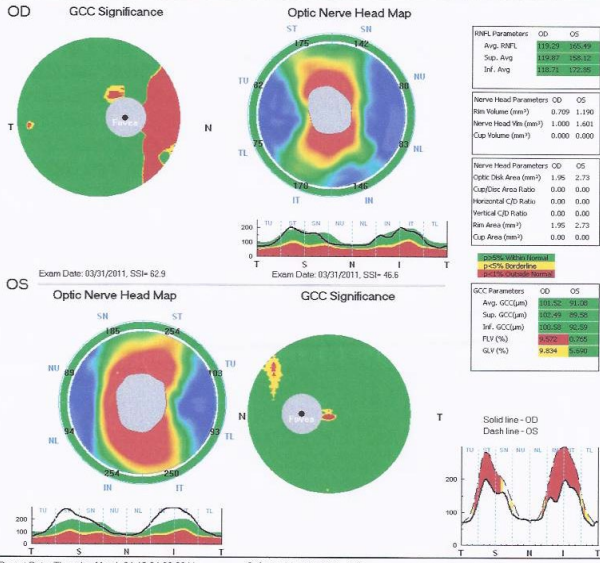 OD
GCC Significance
Optic Nerve Head Map
T
Fovea
N
ST
SN
175
142
TU
82
NU
80
TL
75
NL
83
IT
170
IN
146
TU ST SN NU NL IN IT TL
200
100
0
T S N I T
Exam Date: 03/31/2011, SSI= 62.9
Exam Date: 03/31/2011, SSI= 46.6
RNFL Parameters OD OS
Avg. RNFL 119.29 165.49
Sup. Avg 119.87 158.12
Inf. Avg 118.71 172.85
Nerve Head Parameters OD OS
Rim Volume (mm³) 0.709 1.190
Nerve Head Vlm (mm³) 1.000 1.601
Cup Volume (mm³) 0.000 0.000
Nerve Head Parameters OD OS
Optic Disk Area (mm²) 1.95 2.73
Cup/Disc Area Ratio 0.00 0.00
Horizontal C/D Ratio 0.00 0.00
Vertical C/D Ratio 0.00 0.00
Rim Area (mm²) 1.95 2.73
Cup Area (mm²) 0.00 0.00
p>5% Within Normal
p<5% Borderline
p<1% Outside Normal
GCC Parameters OD OS
Avg. GCC(µm) 101.52 91.08
Sup. GCC(µm) 102.49 89.58
Inf. GCC(µm) 100.58 92.59
FLV (%) 9.572 0.765
GLV (%) 9.834 5.690
OS
Optic Nerve Head Map
GCC Significance
SN
ST
185
254
NU
89
TU
103
NL
94
TL
93
IN
254
IT
250
N
Fovea
T
200
100
0
T S N I T
Solid line - OD
Dash line - OS
TU ST SN NU NL IN IT TL
200
100
0
T S N I T